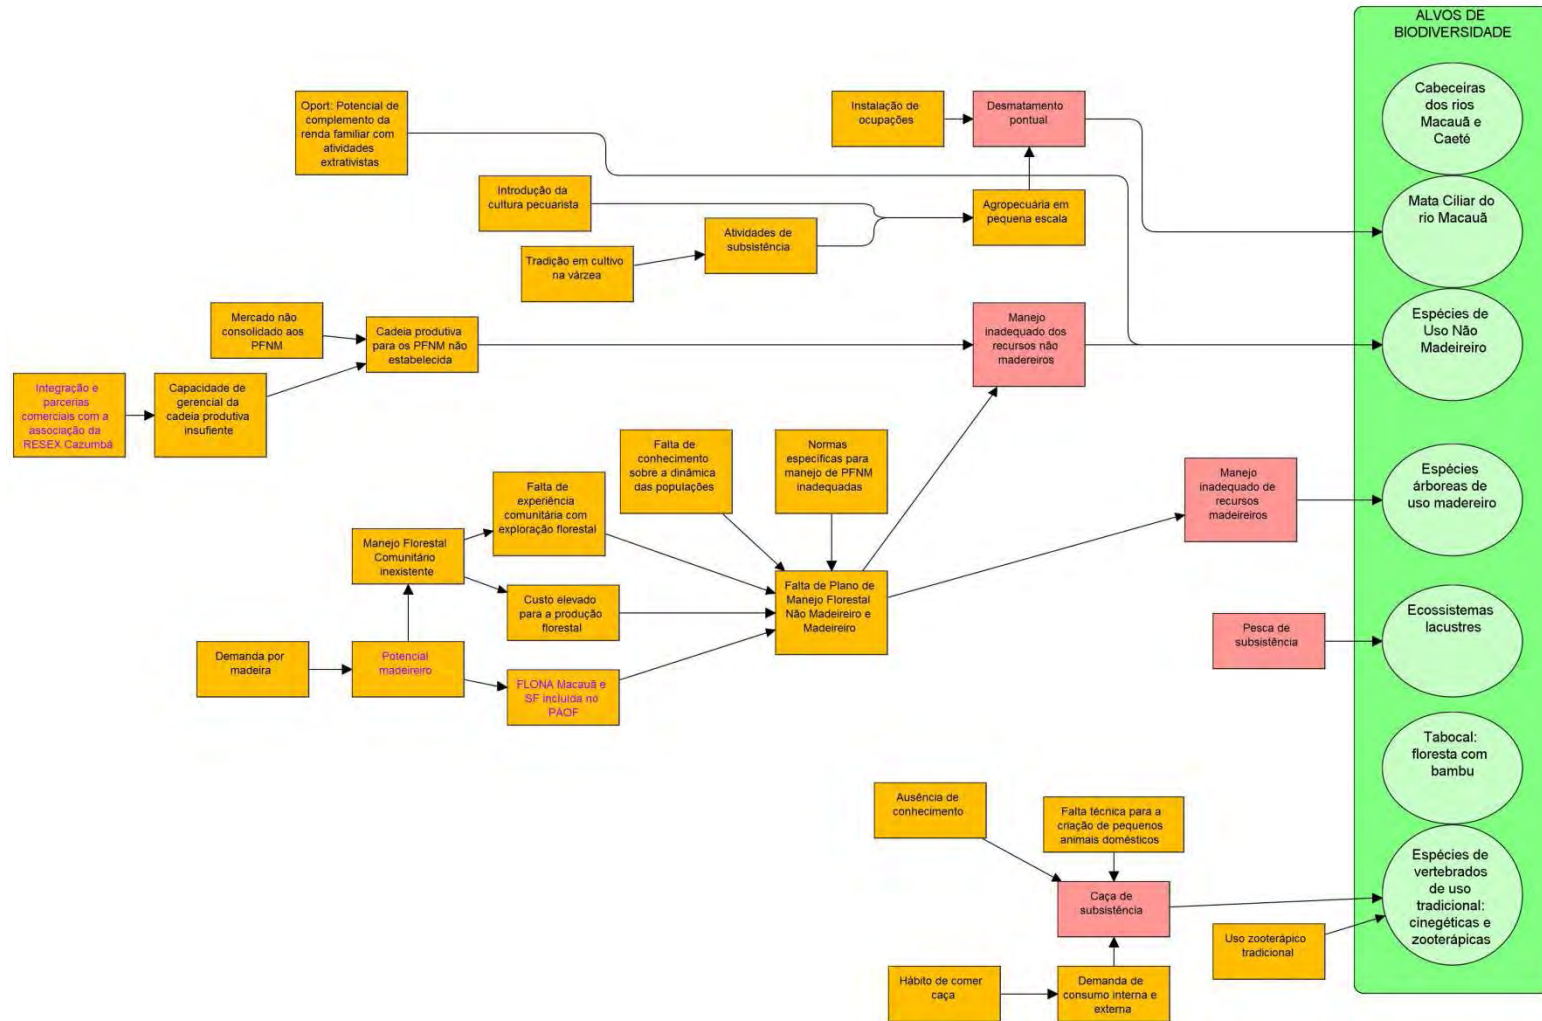 ALVOS DE
BIODIVERSIDADE
Cabeceiras
dos rios
Macauã e
Caeté
Oport: Potencial de
complemento da
renda familiar com
atividades
extrativistas
Instalação de
ocupações
Desmatamento
pontual
Introdução da
cultura pecuarista
Atividades de
subsistência
Agropecuária em
pequena escala
Mata Ciliar do
rio Macauã
Tradição em cultivo
na várzea
Mercado não
consolidado aos
PFNM
Cadeia produtiva
para os PFNM não
estabelecida
Manejo
inadequado dos
recursos não
madereiros
Espécies de
Uso Não
Madeireiro
Integração e
parcerias
comerciais com a
associação da
RESEX Cazumbá
Capacidade de
gerencial da
cadeia produtiva
insufiente
Falta de
conhecimento
sobre a dinâmica
das populações
Normas
específicas para
manejo de PFNM
inadequadas
Manejo
inadequado de
recursos
madeireiros
Espécies
árboreas de
uso madereiro
Falta de
experiência
comunitária com
exploração florestal
Manejo Florestal
Comunitário
inexistente
Custo elevado
para a produção
florestal
Falta de Plano de
Manejo Florestal
Não Madeireiro e
Madeireiro
Demanda por
madeira
Potencial
madeireiro
FLONA Macauã e
SF incluida no
PAOF
Pesca de
subsistência
Ecossistemas
lacustres
Tabocal:
floresta com
bambu
Ausência de
conhecimento
Falta técnica para a
criação de pequenos
animais domésticos
Caça de
subsistência
Espécies de
vertebrados
de uso
tradicional:
cinegéticas e
zooterápicas
Uso zooterápico
tradicional
Hábito de comer
caça
Demanda de
consumo interna e
externa